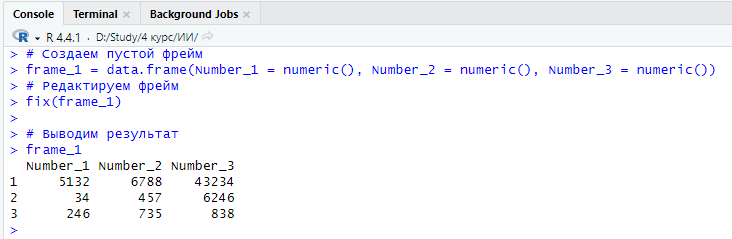 Console Terminal Background Jobs
R R 4.4.1 · D:/Study/4 курс/ИИ/
> # Создаем пустой фрейм
> frame_1 = data.frame(Number_1 = numeric(), Number_2 = numeric(), Number_3 = numeric())
> # Редактируем фрейм
> fix(frame_1)
>
> # Выводим результат
> frame_1
Number_1 Number_2 Number_3
1 5132 6788 43234
2 34 457 6246
3 246 735 838
>